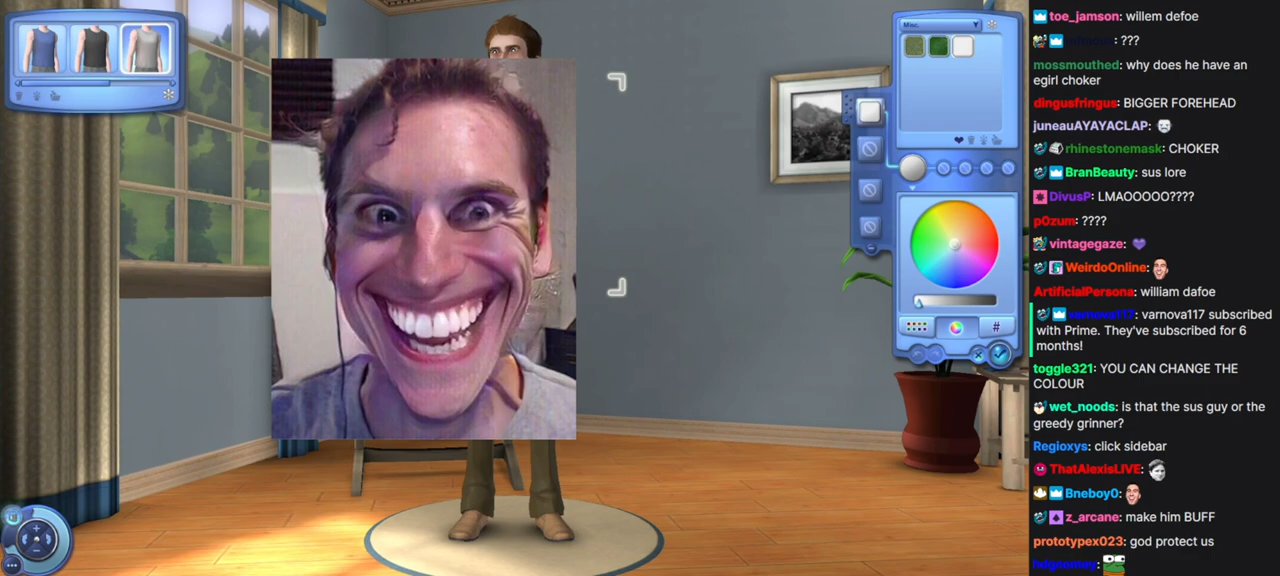 Misc.
#
toe_jamson: willem defoe
: ???
mossmouthed: why does he have an
egirl choker
dingusfringus: BIGGER FOREHEAD
juneauAYAYACLAP:
rhinestonemask: CHOKER
BranBeauty: sus lore
DivusP: LMAOOOOO????
p0zum: ????
vintagegaze:
WeirdoOnline:
ArtificialPersona: william dafoe
varnova117: varnova117 subscribed
with Prime. They've subscribed for 6
months!
toggle321: YOU CAN CHANGE THE
COLOUR
wet_noods: is that the sus guy or the
greedy grinner?
Regioxys: click sidebar
ThatAlexisLIVE:
Bneboy0:
z_arcane: make him BUFF
prototypex023: god protect us